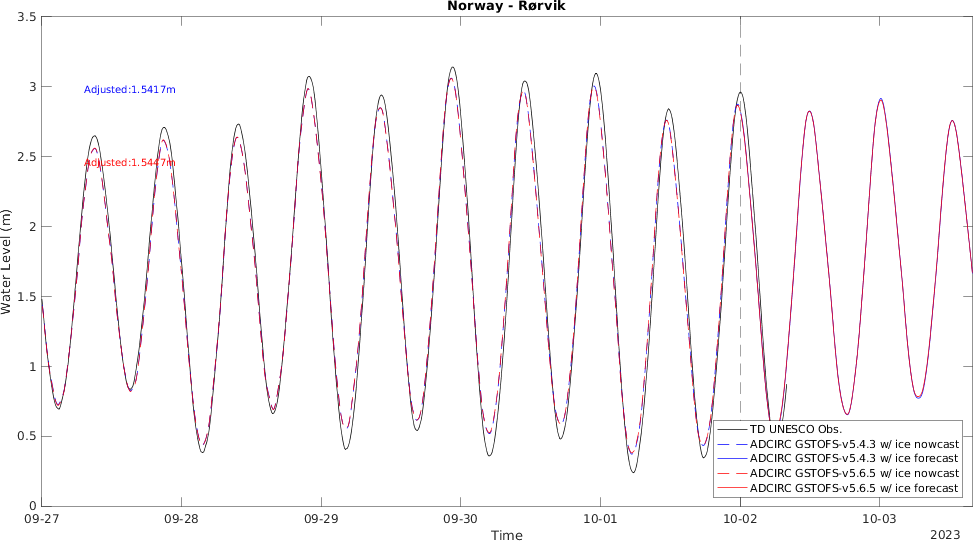 Norway - Rørvik
3.5
3
2.5
2
1.5
1
0.5
0
Water Level (m)
Adjusted:1.5417m
Adjusted:1.5447m
TD UNESCO Obs.
ADCIRC GSTOFS-v5.4.3 w/ ice nowcast
ADCIRC GSTOFS-v5.4.3 w/ ice forecast
ADCIRC GSTOFS-v5.6.5 w/ ice nowcast
ADCIRC GSTOFS-v5.6.5 w/ ice forecast
09-27 09-28 09-29 09-30 10-01 10-02 10-03
Time
2023